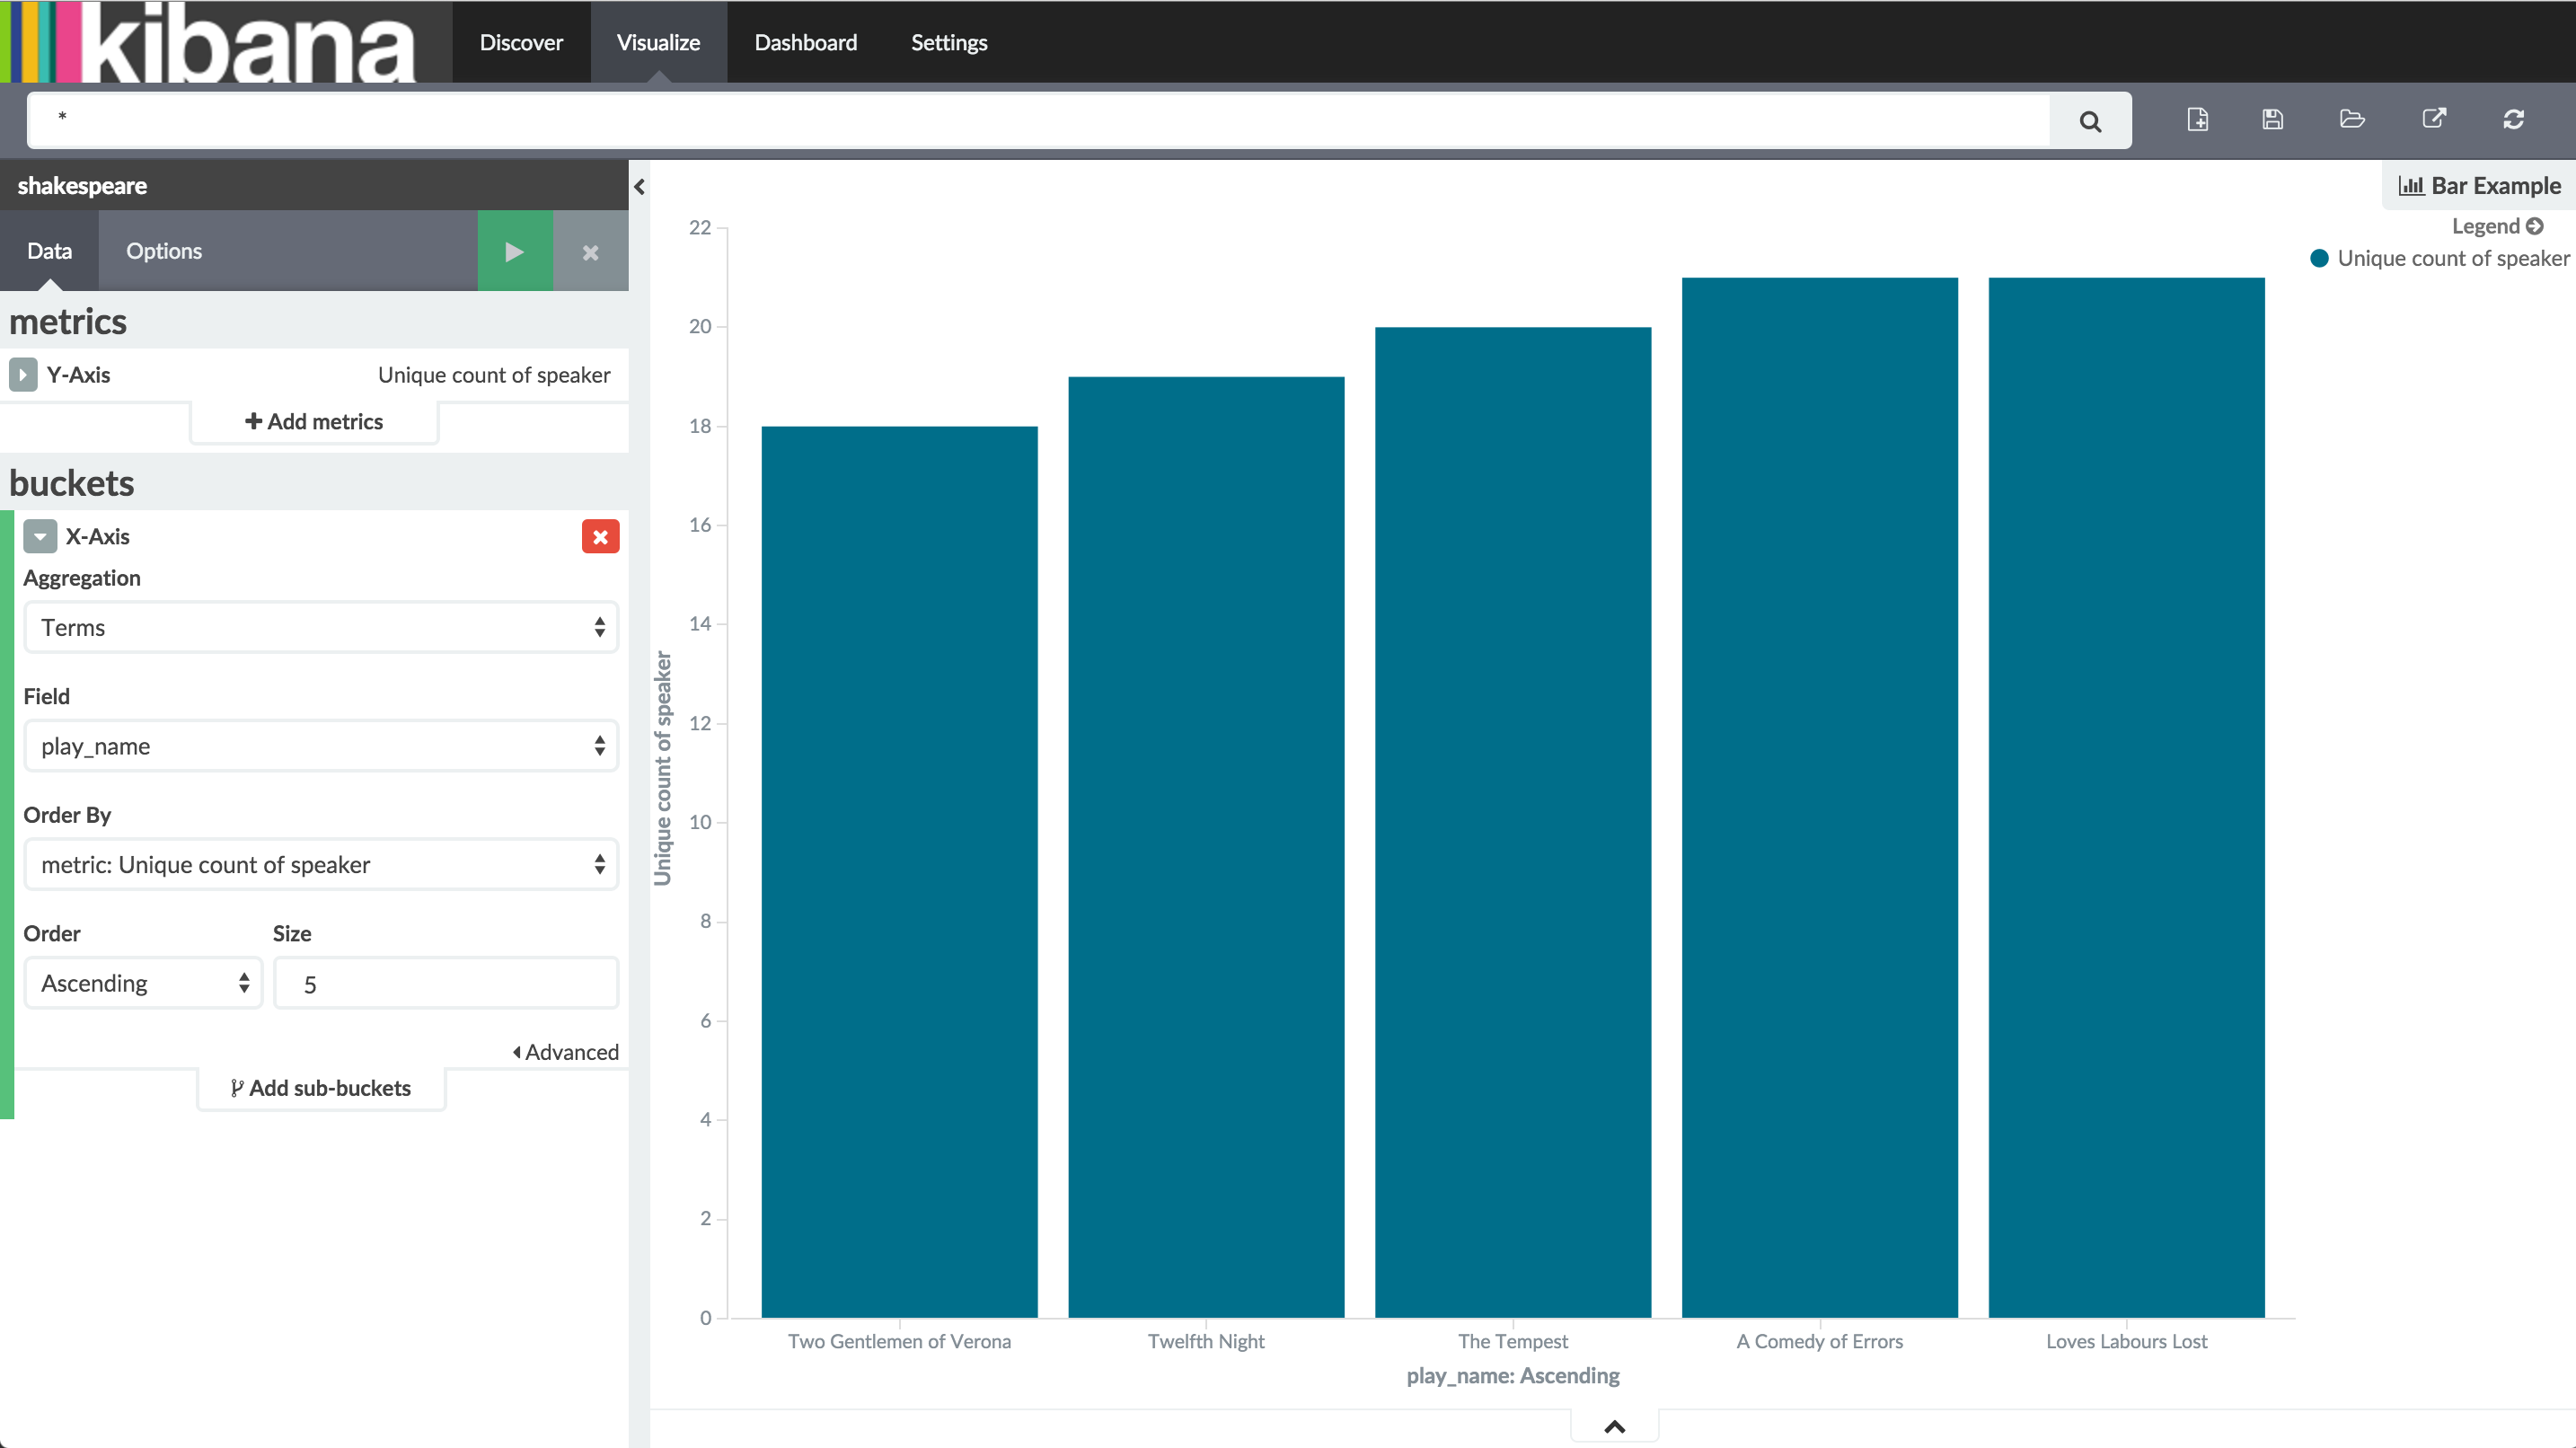 kibana
Discover Visualize Dashboard Settings
*
shakespeare
Data Options
metrics
Y-Axis Unique count of speaker
Add metrics
buckets
X-Axis
Aggregation
Terms
Field
play_name
Order By
metric: Unique count of speaker
Order Size
Ascending 5
Advanced
Add sub-buckets
Bar Example
Legend
Unique count of speaker
Unique count of speaker
22
20
18
16
14
12
10
8
6
4
2
0
Two Gentlemen of Verona Twelfth Night The Tempest A Comedy of Errors Loves Labours Lost
play_name: Ascending